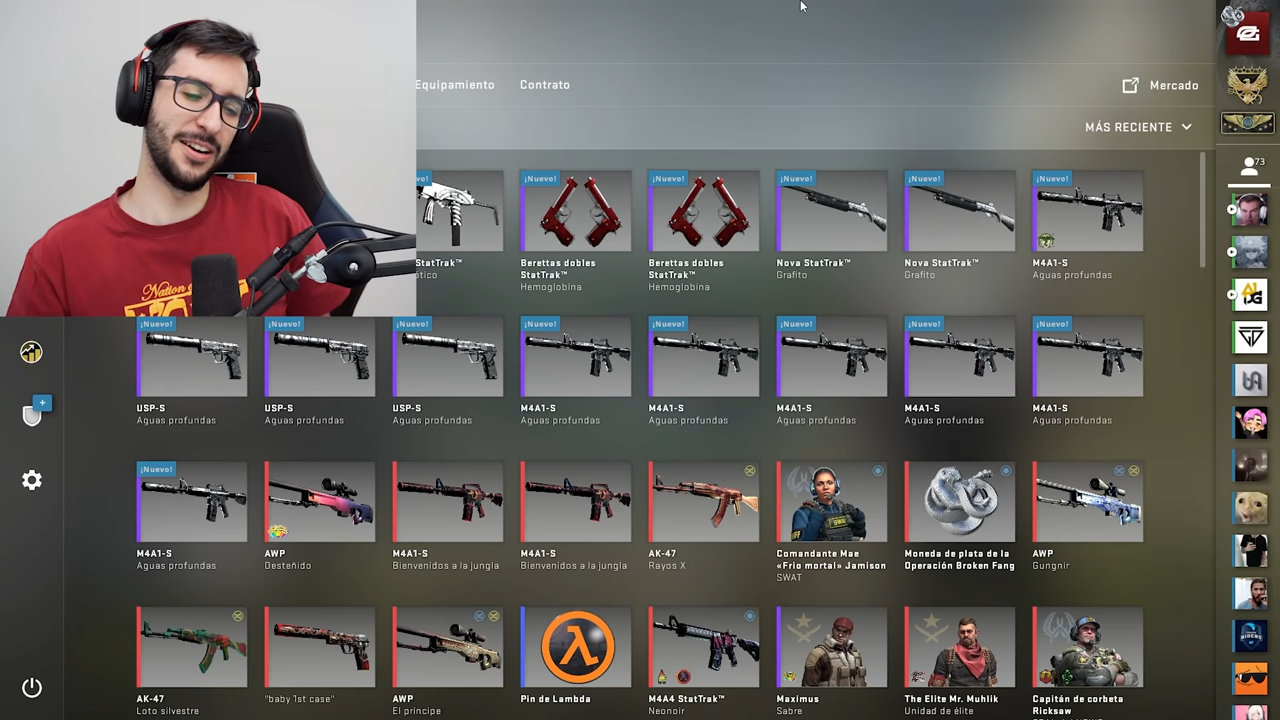 Equipamiento
Contrato
Mercado
MÁS RECIENTE
73
StatTrak™
¡Nuevo!
Berettas dobles
StatTrak™
Hemoglobina
¡Nuevo!
Berettas dobles
StatTrak™
Hemoglobina
¡Nuevo!
Nova StatTrak™
Grafito
¡Nuevo!
Nova StatTrak™
Grafito
¡Nuevo!
M4A1-S
Aguas profundas
Nation
¡Nuevo!
USP-S
Aguas profundas
¡Nuevo!
USP-S
Aguas profundas
¡Nuevo!
USP-S
Aguas profundas
¡Nuevo!
M4A1-S
Aguas profundas
¡Nuevo!
M4A1-S
Aguas profundas
¡Nuevo!
M4A1-S
Aguas profundas
¡Nuevo!
M4A1-S
Aguas profundas
¡Nuevo!
M4A1-S
Aguas profundas
¡Nuevo!
M4A1-S
Aguas profundas
AWP
Desteñido
M4A1-S
Bienvenidos a la jungla
M4A1-S
Bienvenidos a la jungla
AK-47
Rayos X
Comandante Mae
«Frío mortal» Jamison
SWAT
Moneda de plata de la
Operación Broken Fang
AWP
Gungnir
AK-47
Loto silvestre
"baby 1st case"
AWP
El príncipe
Pin de Lambda
M4A4 StatTrak™
Neonoir
Maximus
Sabre
The Elite Mr. Muhlik
Unidad de élite
Capitán de corbeta
Ricksaw